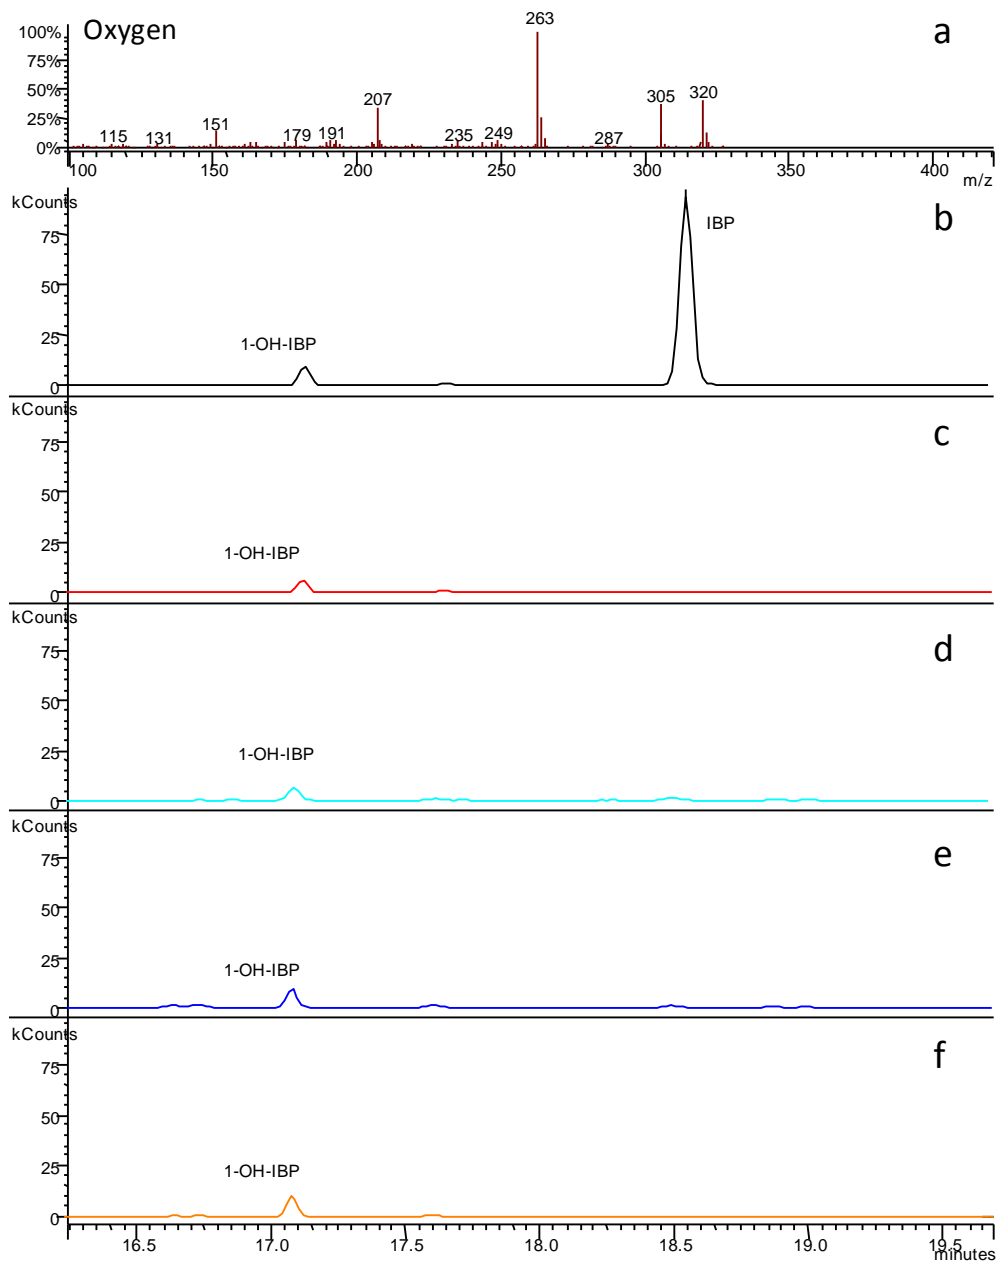 Oxygen
a
100%
75%
50%
25%
0%
115
131
151
179
191
207
235
249
263
287
305
320
100
150
200
250
300
350
400
m/z
kCounts
b
75
50
25
0
1-OH-IBP
IBP
kCounts
c
75
50
25
0
1-OH-IBP
kCounts
d
75
50
25
0
1-OH-IBP
kCounts
e
75
50
25
0
1-OH-IBP
kCounts
f
75
50
25
0
1-OH-IBP
16.5
17.0
17.5
18.0
18.5
19.0
19.5
minutes